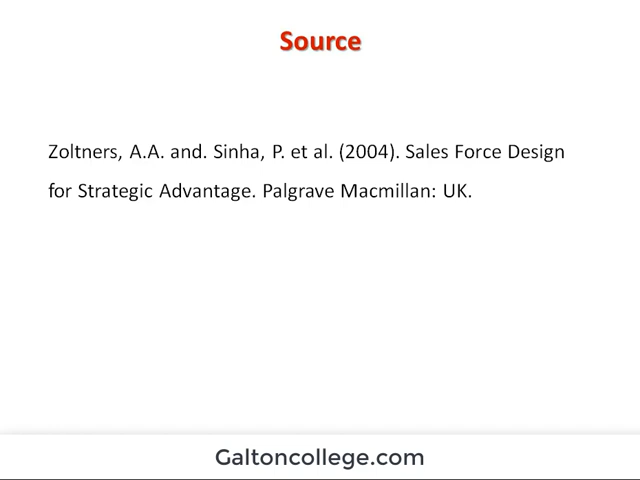 Source
Zoltners, A.A. and. Sinha, P. et al. (2004). Sales Force Design
for Strategic Advantage. Palgrave Macmillan: UK.
Galtoncollege.com